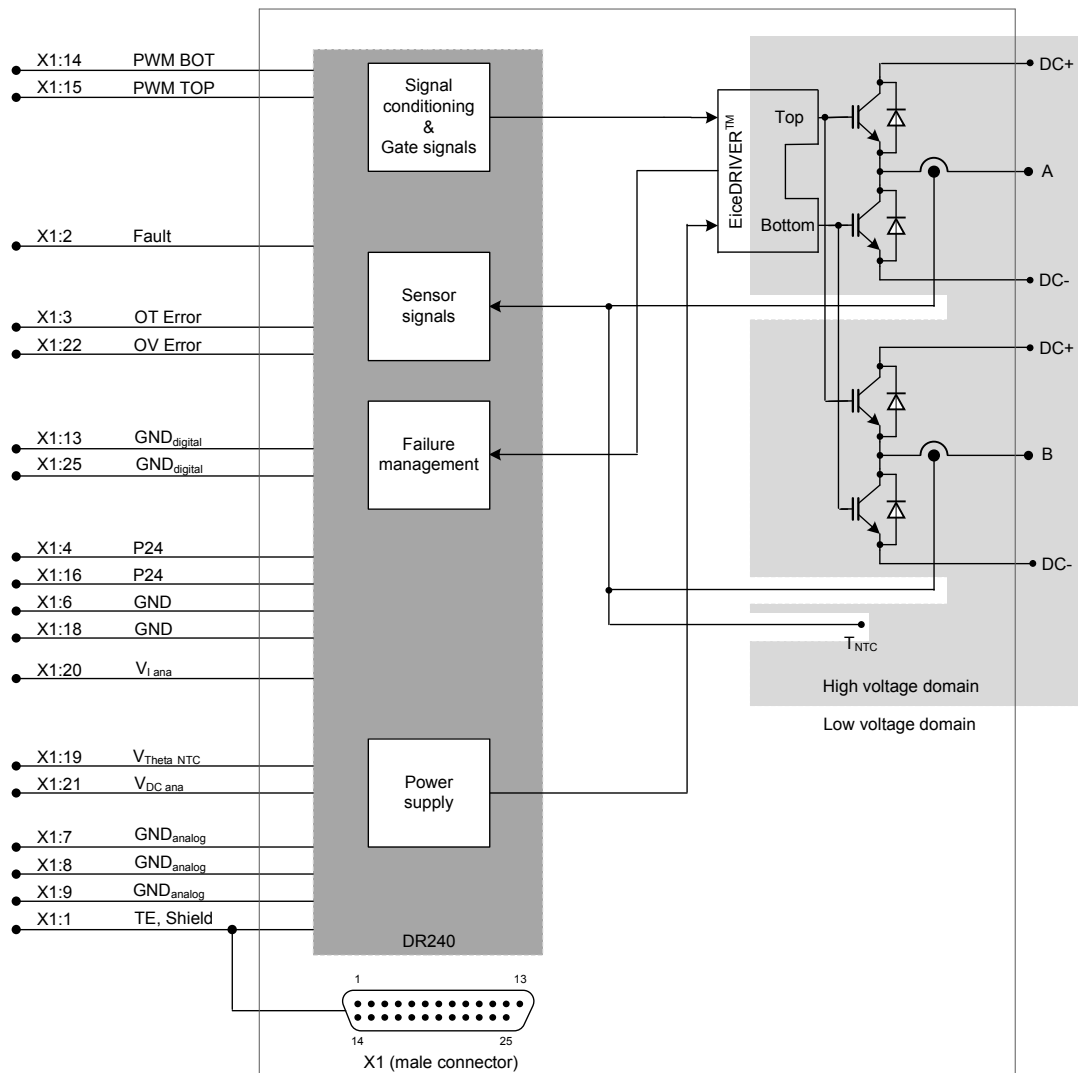 X1:14 PWM BOT
X1:15 PWM TOP
X1:2 Fault
X1:3 OT Error
X1:22 OV Error
X1:13 GNDdigital
X1:25 GNDdigital
X1:4 P24
X1:16 P24
X1:6 GND
X1:18 GND
X1:20 VI ana
X1:19 VTheta NTC
X1:21 VDC ana
X1:7 GNDanalog
X1:8 GNDanalog
X1:9 GNDanalog
X1:1 TE, Shield
Signal
conditioning
&
Gate signals
Sensor
signals
Failure
management
Power
supply
DR240
1 13
14 25
X1 (male connector)
EiceDRIVER™
Top
Bottom
DC+
A
DC-
DC+
B
DC-
TNTC
High voltage domain
Low voltage domain